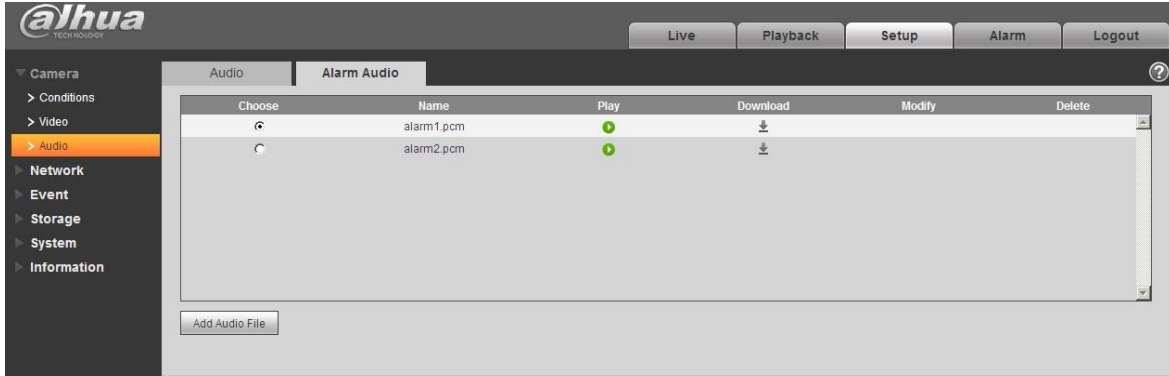 alhua
TECHNOLOGY
Live Playback Setup Alarm Logout
Camera
> Conditions
> Video
> Audio
Network
Event
Storage
System
Information
Audio Alarm Audio ?
Choose Name Play Download Modify Delete
alarm1.pcm
alarm2.pcm
Add Audio File